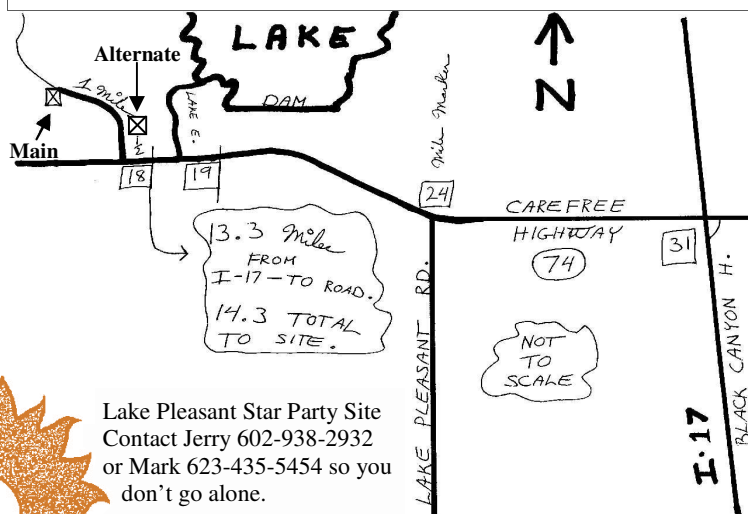 LAKE
N
Alternate
Main
1 Mile
½
LAKE E.
DAM
Mile Marker
18
19
24
31
CAREFREE
HIGHWAY
74
13.3 Miles
FROM
I-17-TO ROAD.
14.3 TOTAL
TO SITE.
NOT
TO
SCALE
LAKE PLEASANT RD.
I-17
BLACK CANYON H.
Lake Pleasant Star Party Site
Contact Jerry 602-938-2932
or Mark 623-435-5454 so you
don't go alone.